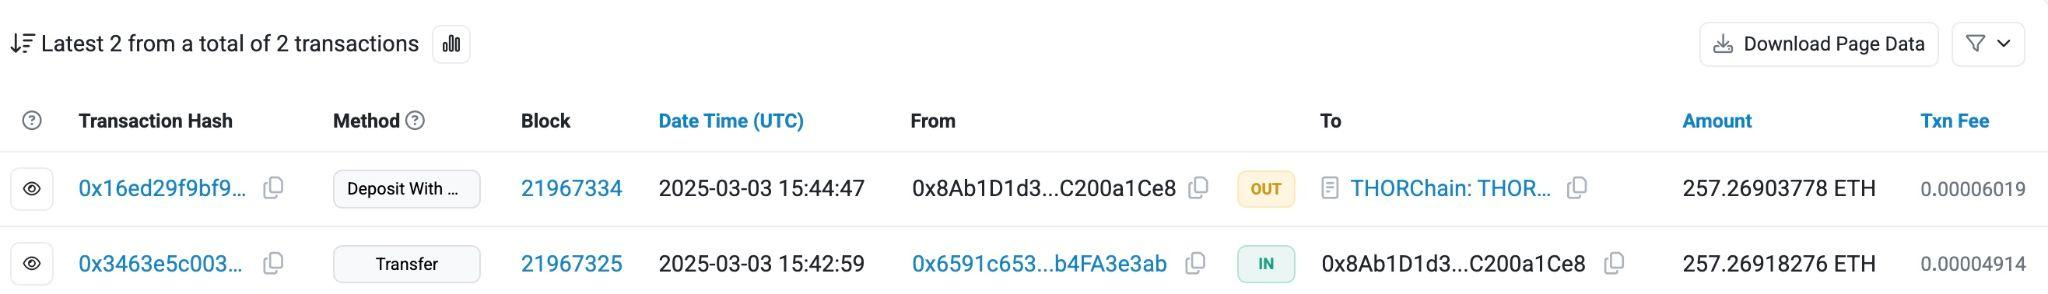 Latest 2 from a total of 2 transactions Download Page Data
Transaction Hash Method Block Date Time (UTC) From To Amount Txn Fee
0x16ed29f9bf9... Deposit With ... 21967334 2025-03-03 15:44:47 0x8Ab1D1d3...C200a1Ce8 OUT THORChain: THOR... 257.26903778 ETH 0.00006019
0x3463e5c003... Transfer 21967325 2025-03-03 15:42:59 0x6591c653...b4FA3e3ab IN 0x8Ab1D1d3...C200a1Ce8 257.26918276 ETH 0.00004914